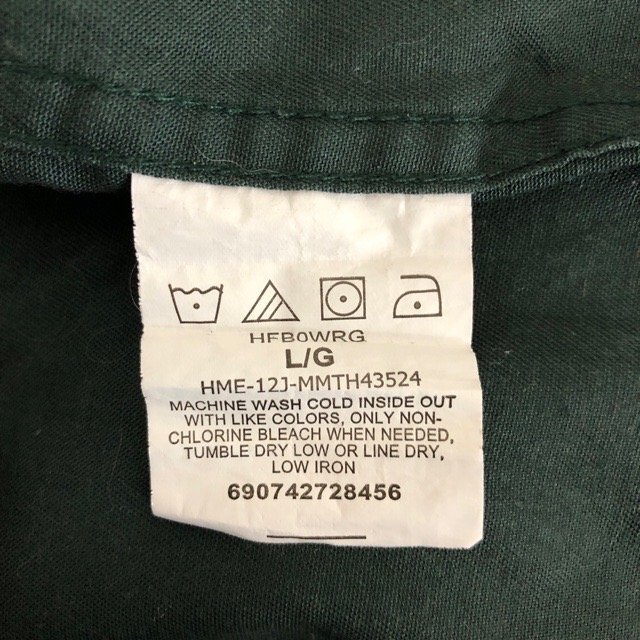 HFB0WRG
L/G
HME-12J-MMTH43524
MACHINE WASH COLD INSIDE OUT
WITH LIKE COLORS, ONLY NON-
CHLORINE BLEACH WHEN NEEDED,
TUMBLE DRY LOW OR LINE DRY,
LOW IRON
690742728456